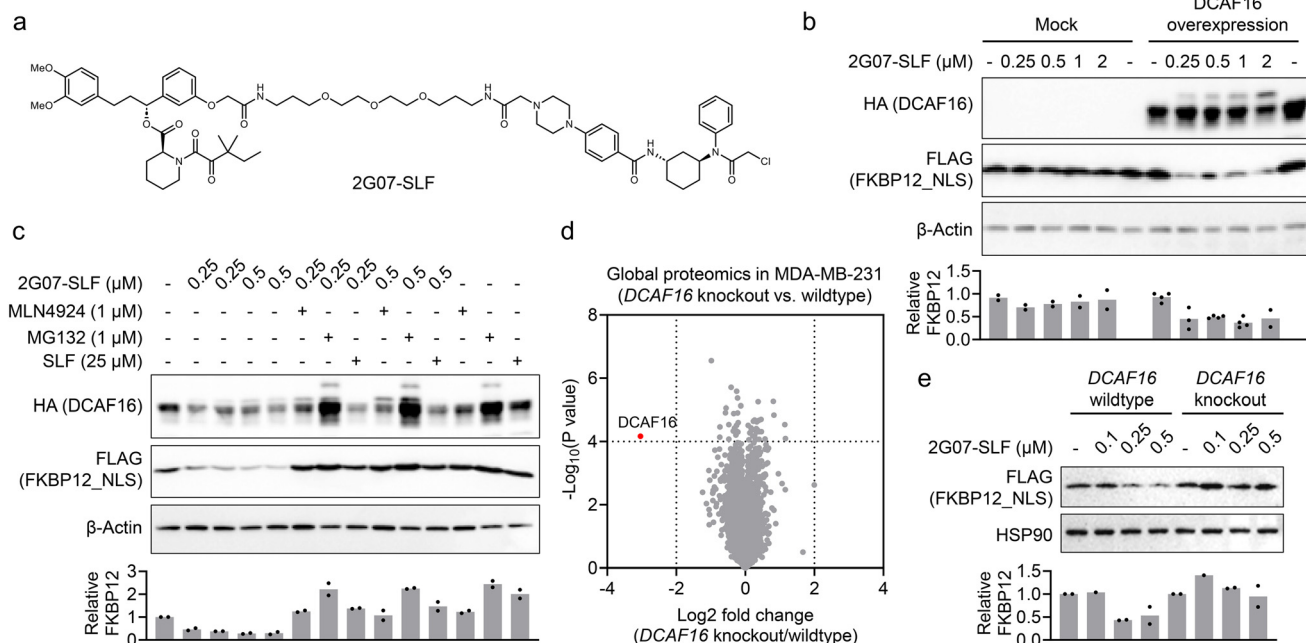 a
MeO
MeO
O
O
O
N
O
O
O
H
N
O
O
O
H
N
O
N
N
O
H
N
N
O
Cl
2G07-SLF
b
Mock
DCAF16
overexpression
2G07-SLF (μM) - 0.25 0.5 1 2 - - 0.25 0.5 1 2 -
HA (DCAF16)
FLAG
(FKBP12_NLS)
β-Actin
Relative
FKBP12
1.5
1.0
0.5
0.0
c
2G07-SLF (μM) - 0.25 0.25 0.5 0.5 0.25 0.25 0.25 0.5 0.5 0.5 - - -
MLN4924 (1 μM) - - - - - + - - + - - + - -
MG132 (1 μM) - - - - - - + - - + - - + -
SLF (25 μM) - - - - - - - + - - + - - +
HA (DCAF16)
FLAG
(FKBP12_NLS)
β-Actin
Relative
FKBP12
3
2
1
0
d
Global proteomics in MDA-MB-231
(DCAF16 knockout vs. wildtype)
-Log10(P value)
8
6
4
2
0
DCAF16
-4 -2 0 2 4
Log2 fold change
(DCAF16 knockout/wildtype)
e
DCAF16
wildtype
DCAF16
knockout
2G07-SLF (μM) - 0.1 0.25 0.5 - 0.1 0.25 0.5
FLAG
(FKBP12_NLS)
HSP90
Relative
FKBP12
1.5
1.0
0.5
0.0